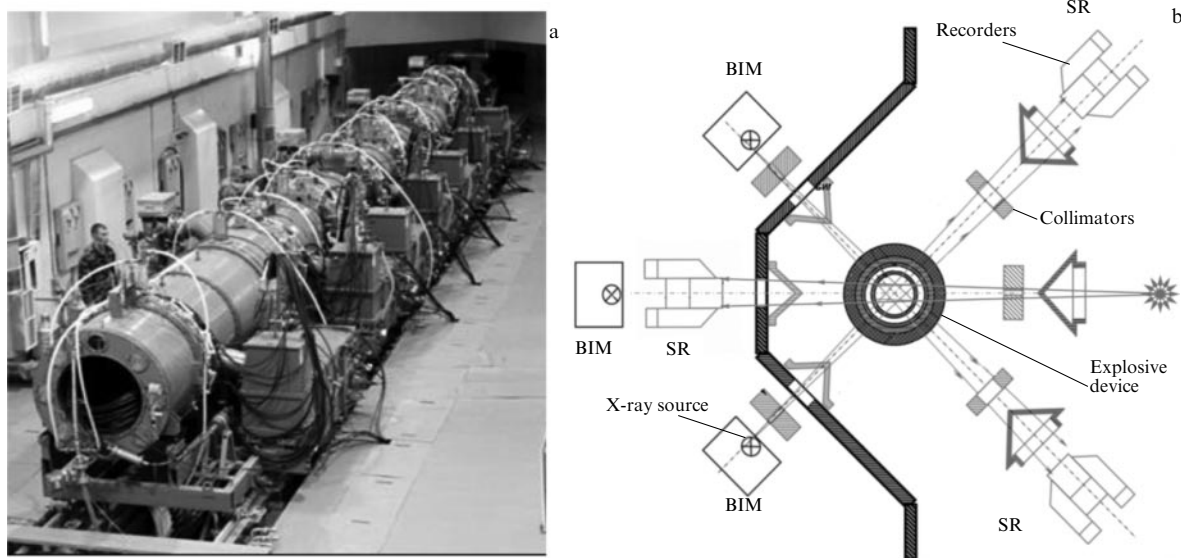 a
b
SR
Recorders
BIM
Collimators
BIM
SR
Explosive
device
X-ray source
BIM
SR